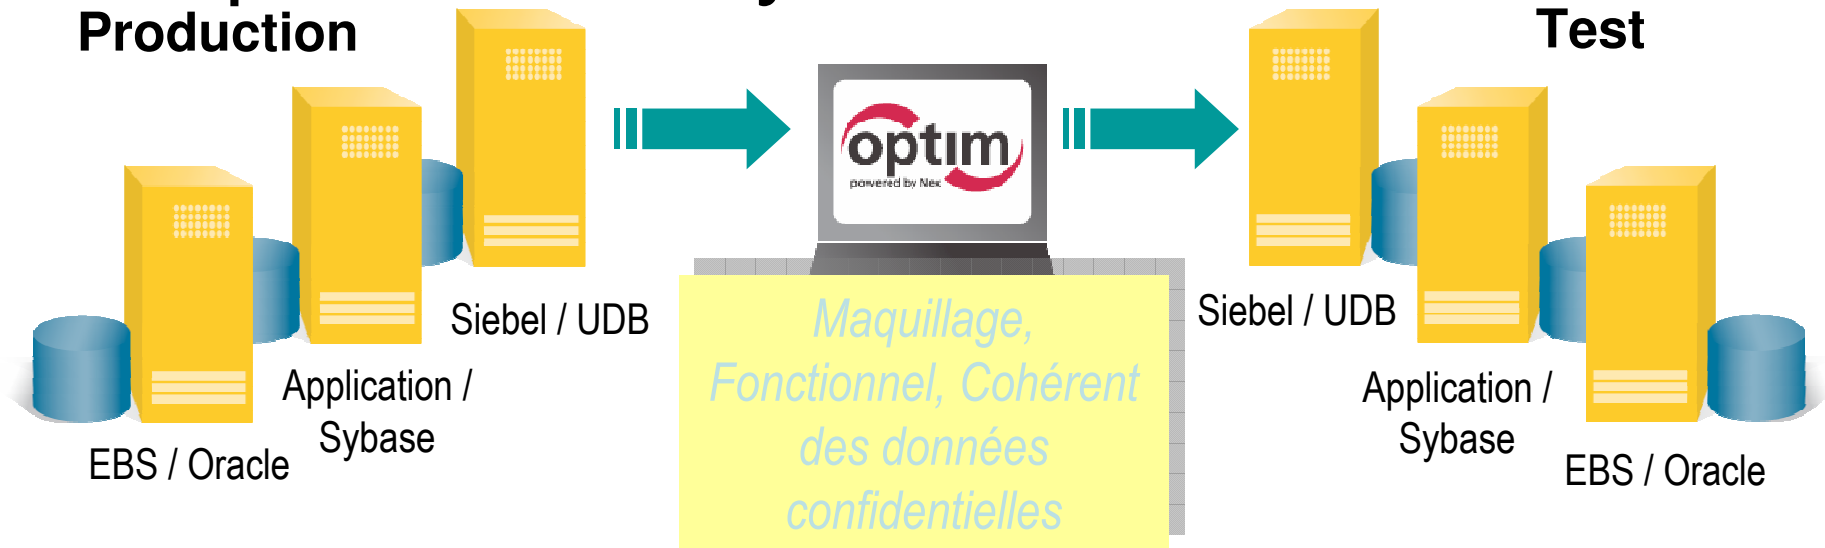 Production
Test
optim
powered by Nex
Siebel / UDB
Application /
Sybase
EBS / Oracle
Maquillage,
Fonctionnel, Cohérent
des données
confidentielles
Siebel / UDB
Application /
Sybase
EBS / Oracle